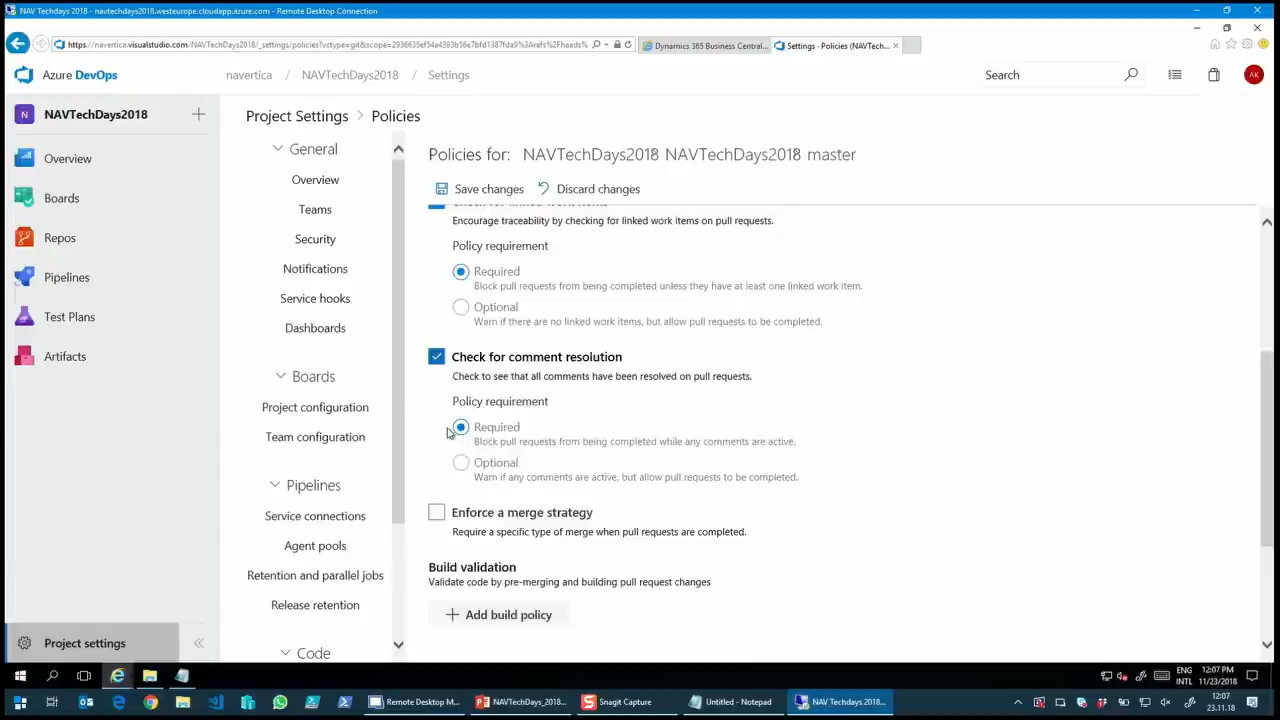 NAV Techdays 2018 - navtechdays2018.westeurope.cloudapp.azure.com - Remote Desktop Connection
Dynamics 365 Business Central...
Settings - Policies (NAVTech...
Azure DevOps
navertica / NAVTechDays2018 / Settings
Search
AK
N NAVTechDays2018
Overview
Boards
Repos
Pipelines
Test Plans
Artifacts
Project settings
Project Settings > Policies
General
Overview
Teams
Security
Notifications
Service hooks
Dashboards
Boards
Project configuration
Team configuration
Pipelines
Service connections
Agent pools
Retention and parallel jobs
Release retention
Code
Policies for: NAVTechDays2018 NAVTechDays2018 master
Save changes
Discard changes
Encourage traceability by checking for linked work items on pull requests.
Policy requirement
Required
Block pull requests from being completed unless they have at least one linked work item.
Optional
Warn if there are no linked work items, but allow pull requests to be completed.
Check for comment resolution
Check to see that all comments have been resolved on pull requests.
Policy requirement
Required
Block pull requests from being completed while any comments are active.
Optional
Warn if any comments are active, but allow pull requests to be completed.
Enforce a merge strategy
Require a specific type of merge when pull requests are completed.
Build validation
Validate code by pre-merging and building pull request changes
+ Add build policy
ENG
INTL
12:07 PM
11/23/2018
Remote Desktop M...
NAVTechDays_2018...
Snagit Capture
Untitled - Notepad
NAV Techdays 2018...
12:07
23.11.18